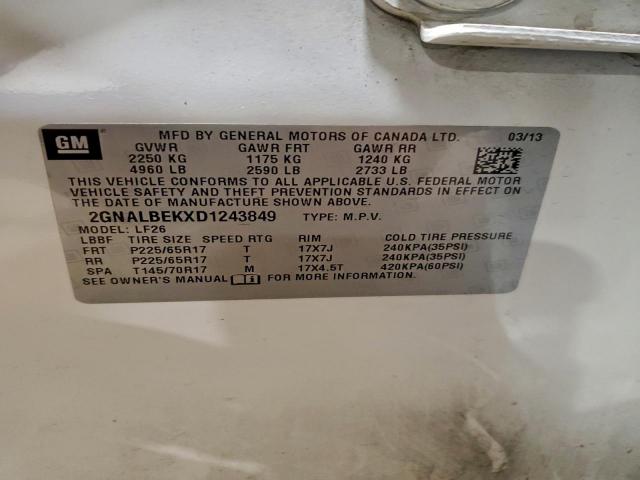 GM
MFD BY GENERAL MOTORS OF CANADA LTD. 03/13
GVWR GAWR FRT GAWR RR
2250 KG 1175 KG 1240 KG
4960 LB 2590 LB 2733 LB
THIS VEHICLE CONFORMS TO ALL APPLICABLE U.S. FEDERAL MOTOR
VEHICLE SAFETY AND THEFT PREVENTION STANDARDS IN EFFECT ON
THE DATE OF MANUFACTURE SHOWN ABOVE.
2GNALBEKXD1243849 TYPE: M.P.V.
MODEL: LF26
LBBF TIRE SIZE SPEED RTG RIM COLD TIRE PRESSURE
FRT P225/65R17 T 17X7J 240KPA(35PSI)
RR P225/65R17 T 17X7J 240KPA(35PSI)
SPA T145/70R17 M 17X4.5T 420KPA(60PSI)
SEE OWNER'S MANUAL FOR MORE INFORMATION.